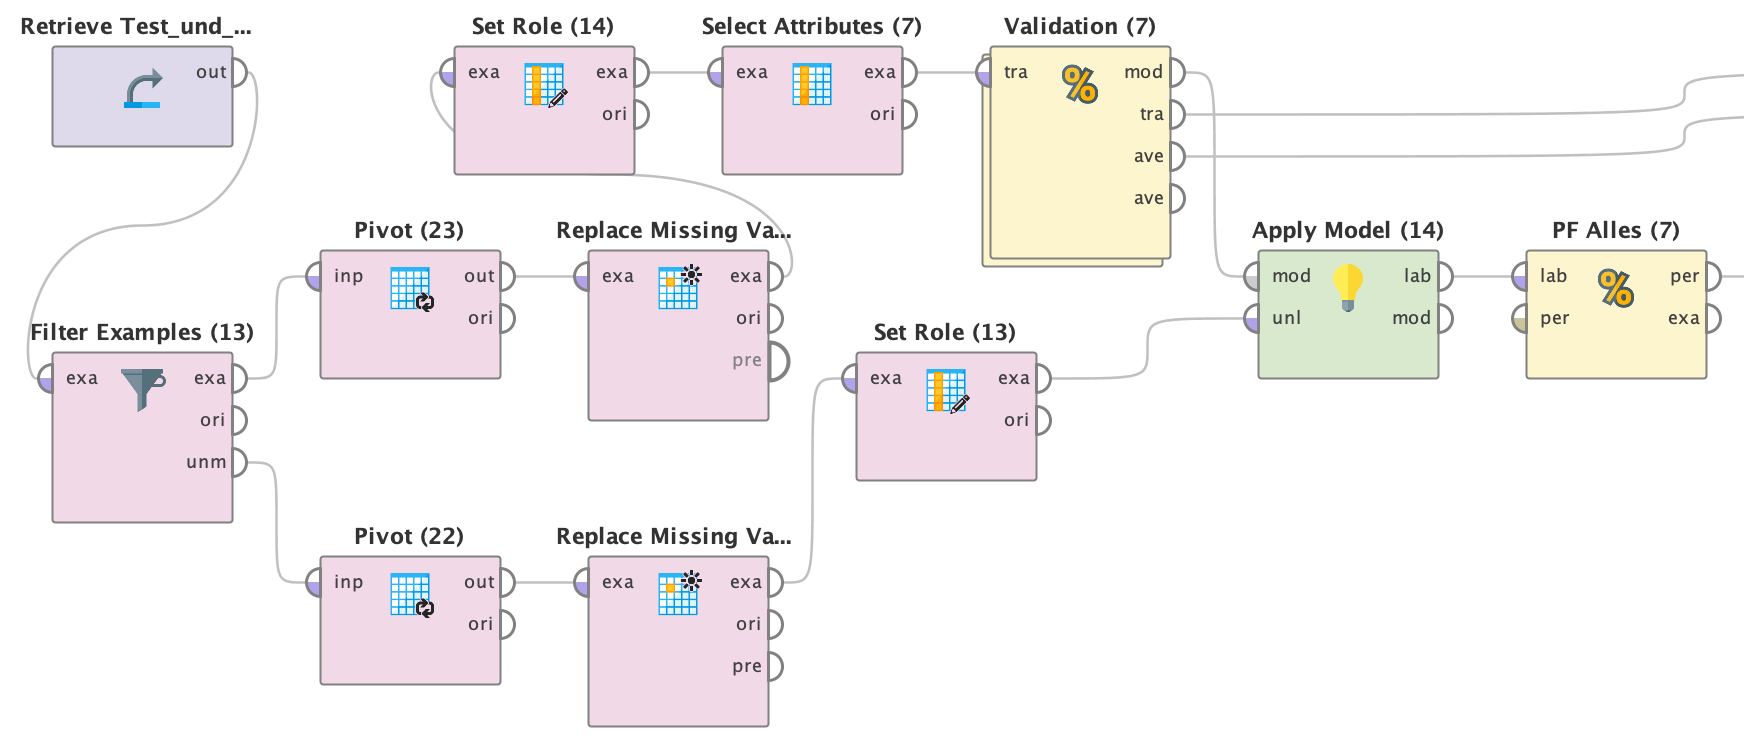 Retrieve Test_und_...
out
Set Role (14)
exa
exa
ori
Select Attributes (7)
exa
exa
ori
Validation (7)
tra
mod
tra
ave
ave
Pivot (23)
inp
out
ori
Replace Missing Va...
exa
exa
ori
pre
Apply Model (14)
mod
lab
unl
mod
PF Alles (7)
lab
per
per
exa
Filter Examples (13)
exa
exa
ori
unm
Set Role (13)
exa
exa
ori
Pivot (22)
inp
out
ori
Replace Missing Va...
exa
exa
ori
pre